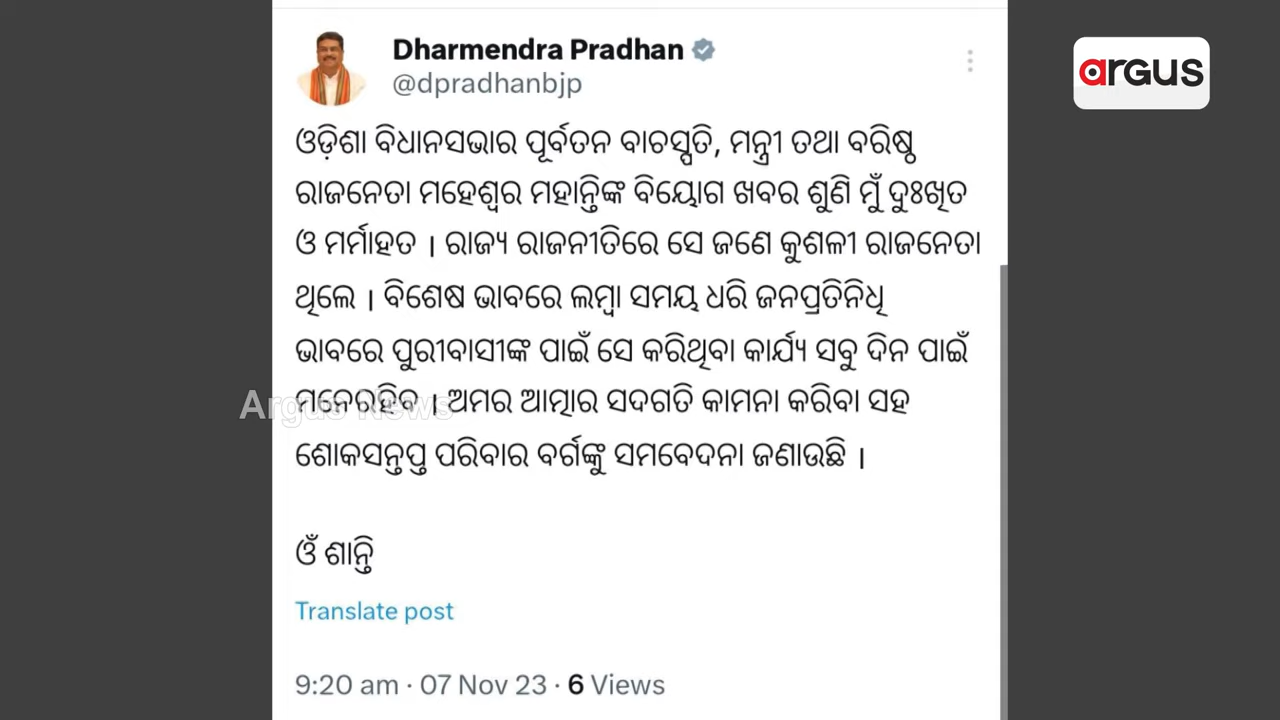 Dharmendra Pradhan
@dpradhanbjp
argus
ଓଡ଼ିଶା ବିଧାନସଭାର ପୂର୍ବତନ ବାଚସ୍ପତି, ମନ୍ତ୍ରୀ ତଥା ବରିଷ୍ଠ
ରାଜନେତା ମହେଶ୍ୱର ମହାନ୍ତିଙ୍କ ବିୟୋଗ ଖବର ଶୁଣି ମୁଁ ଦୁଃଖିତ
ଓ ମର୍ମାହତ । ରାଜ୍ୟ ରାଜନୀତିରେ ସେ ଜଣେ କୁଶଳୀ ରାଜନେତା
ଥିଲେ । ବିଶେଷ ଭାବରେ ଲମ୍ବା ସମୟ ଧରି ଜନପ୍ରତିନିଧି
ଭାବରେ ପୁରୀବାସୀଙ୍କ ପାଇଁ ସେ କରିଥିବା କାର୍ଯ୍ୟ ସବୁ ଦିନ ପାଇଁ
ମନେରହିବ । ଅମର ଆତ୍ମାର ସଦଗତି କାମନା କରିବା ସହ
Argus News
ଶୋକସନ୍ତପ୍ତ ପରିବାର ବର୍ଗଙ୍କୁ ସମବେଦନା ଜଣାଉଛି ।
ଓଁ ଶାନ୍ତି
Translate post
9:20 am · 07 Nov 23 · 6 Views